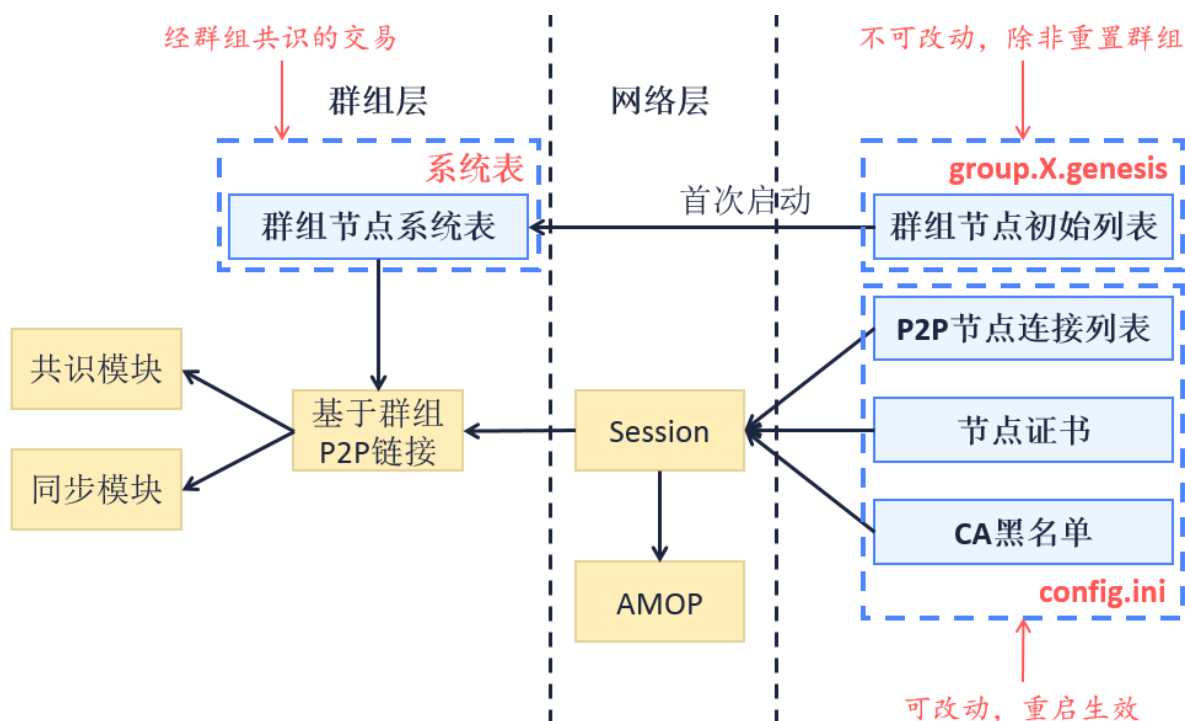 经群组共识的交易
不可改动，除非重置群组
群组层
网络层
系统表
group.X.genesis
首次启动
群组节点系统表
群组节点初始列表
P2P节点连接列表
共识模块
基于群组
P2P链接
Session
节点证书
同步模块
CA黑名单
AMOP
config.ini
可改动，重启生效